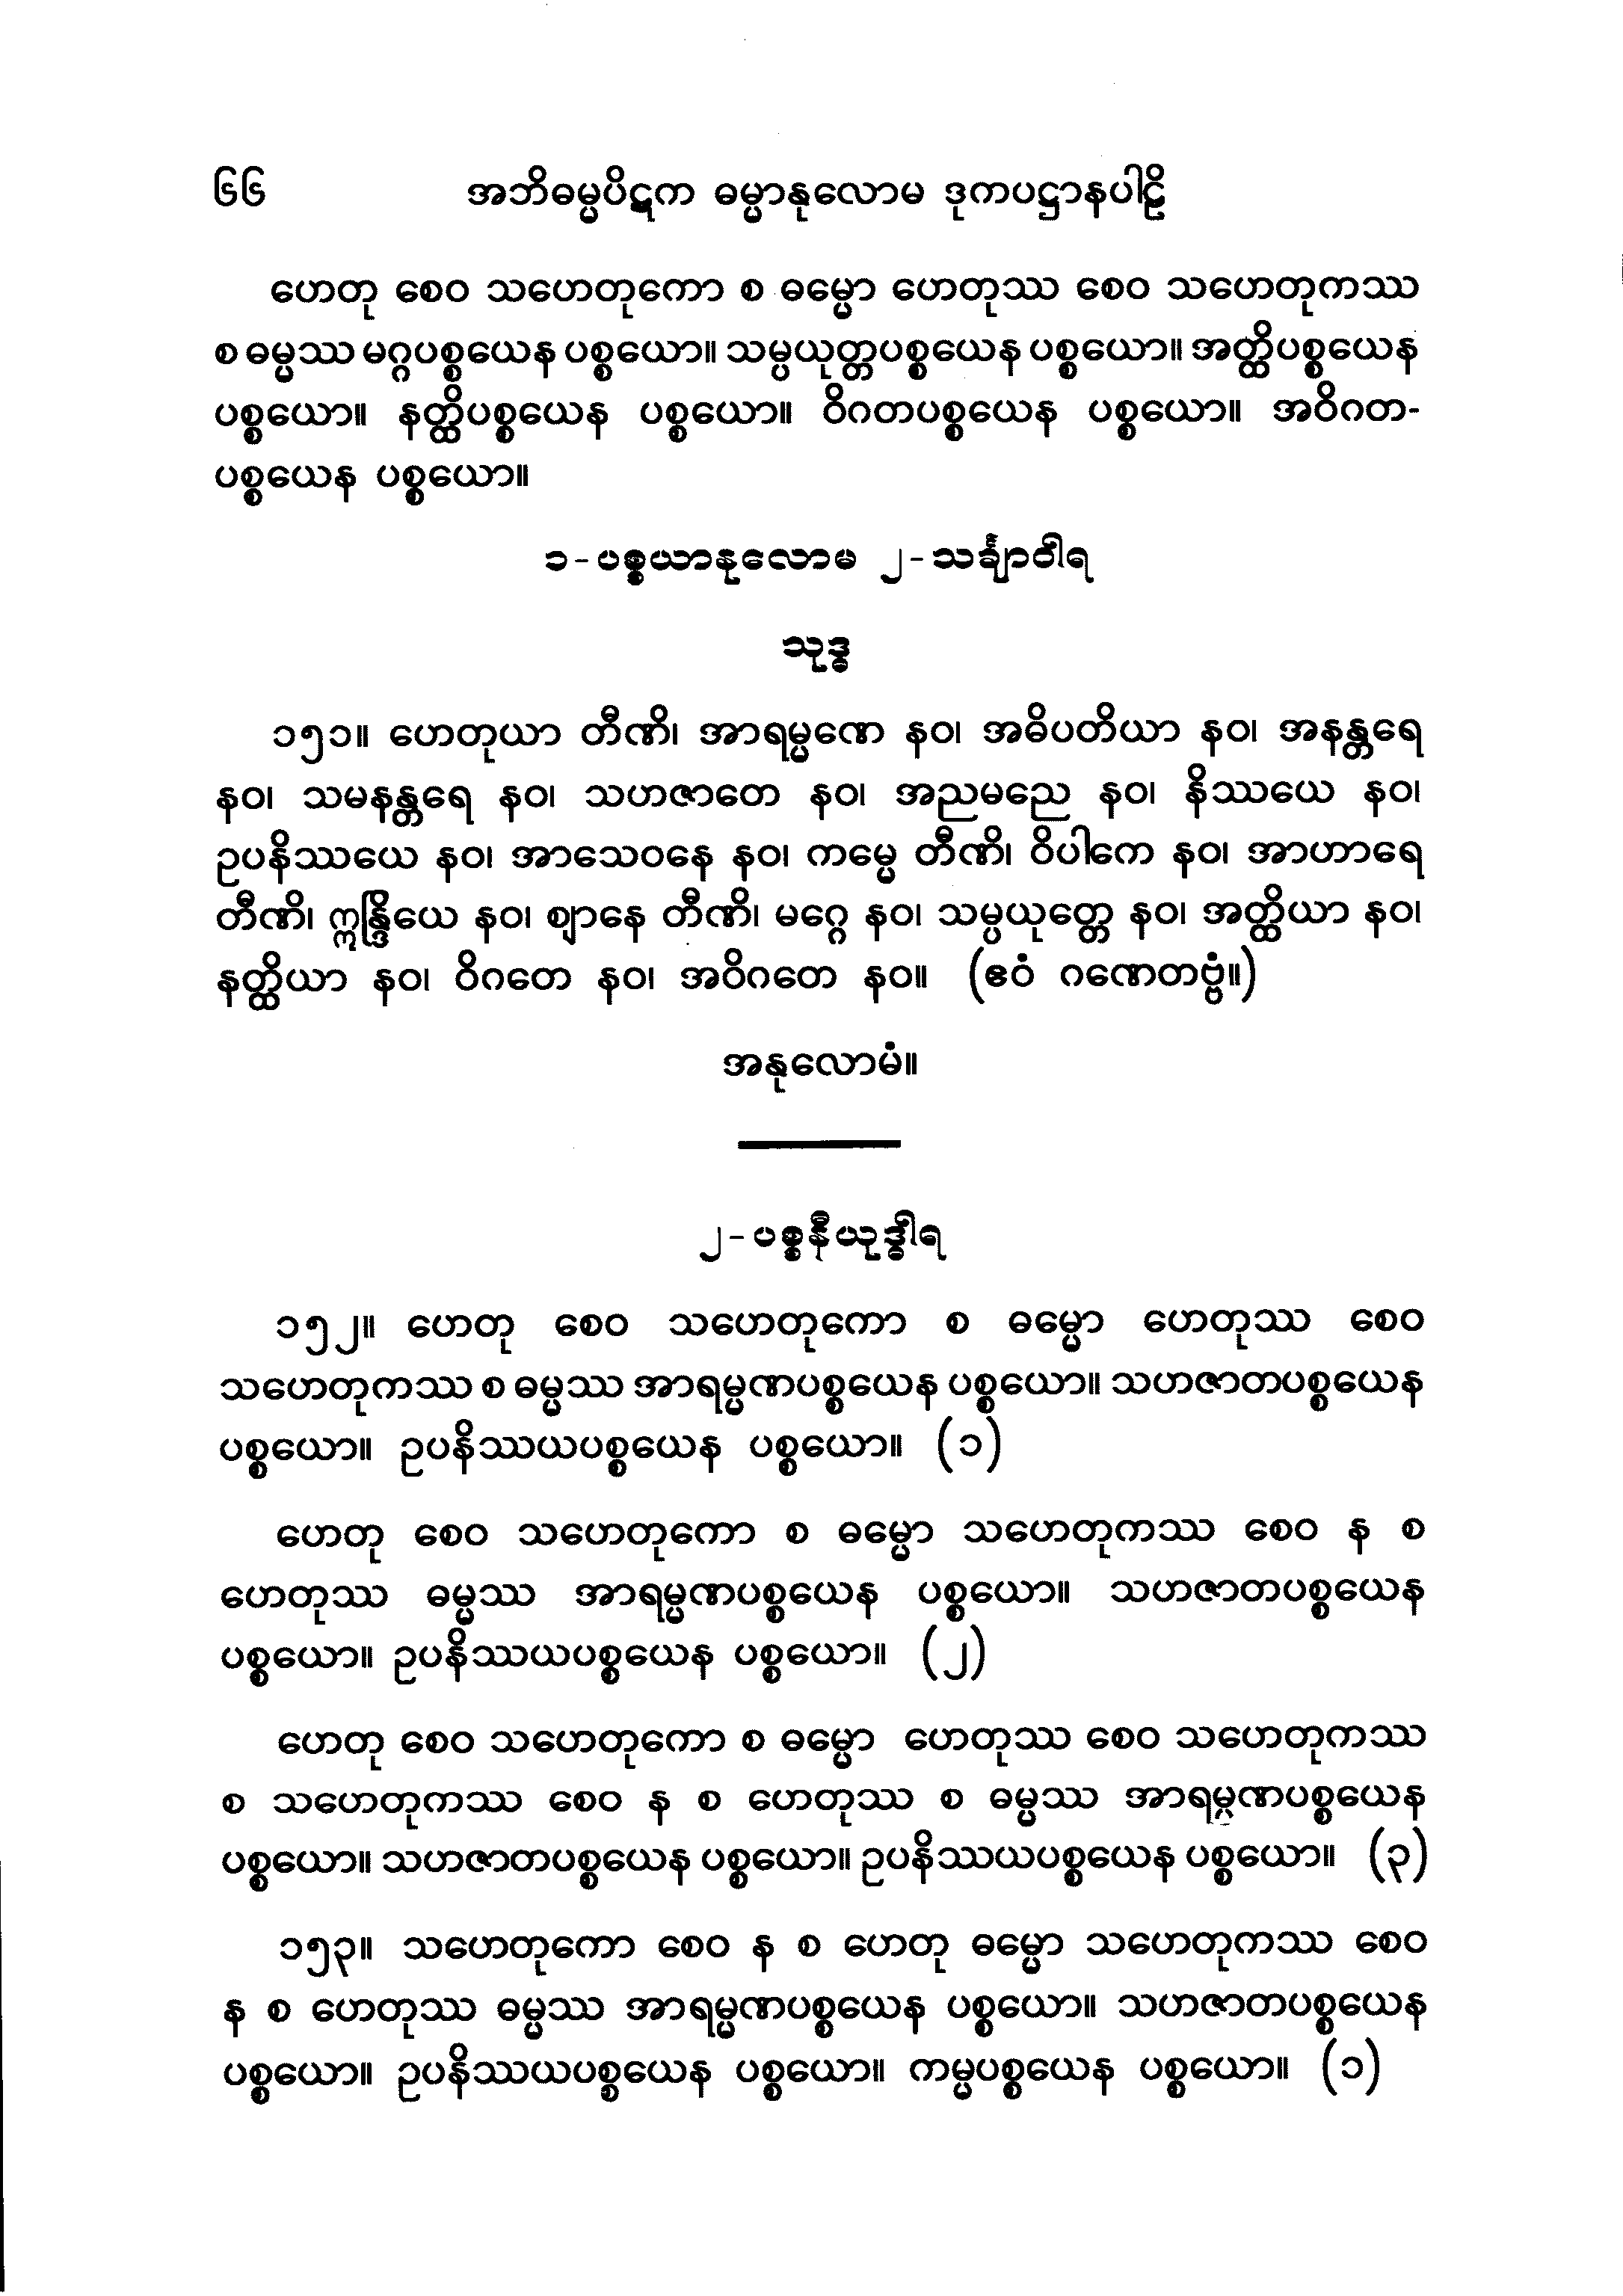 ၆၆ အဘိဓမ္မပိဋက ဓမ္မာနုလောမ ဒုကပဋ္ဌာနပါဠိ
ဟေတု စေဝ သဟေတုကော စ ဓမ္မော ဟေတုဿ စေဝ သဟေတုကဿ
စ ဓမ္မဿ မဂ္ဂပစ္စယေန ပစ္စယော။ သမ္ပယုတ္တပစ္စယေန ပစ္စယော။ အတ္ထိပစ္စယေန
ပစ္စယော။ နတ္ထိပစ္စယေန ပစ္စယော။ ဝိဂတပစ္စယေန ပစ္စယော။ အဝိဂတ-
ပစ္စယေန ပစ္စယော။
၁-ပစ္စယာနုလောမ ၂-သင်္ချာဝါရ
သုဒ္ဓ
၁၅၁။ ဟေတုယာ တီဏိ၊ အာရမ္မဏေ နဝ၊ အဓိပတိယာ နဝ၊ အနန္တရေ
နဝ၊ သမနန္တရေ နဝ၊ သဟဇာတေ နဝ၊ အညမညေ နဝ၊ နိဿယေ နဝ၊
ဥပနိဿယေ နဝ၊ အာသေဝနေ နဝ၊ ကမ္မေ တီဏိ၊ ဝိပါကေ နဝ၊ အာဟာရေ
တီဏိ၊ ဣန္ဒြိယေ နဝ၊ ဈာနေ တီဏိ၊ မဂ္ဂေ နဝ၊ သမ္ပယုတ္တေ နဝ၊ အတ္ထိယာ နဝ၊
နတ္ထိယာ နဝ၊ ဝိဂတေ နဝ၊ အဝိဂတေ နဝ။ (ဧဝံ ဂဏေတဗ္ဗံ။)
အနုလောမံ။
၂-ပစ္စနီယုဒ္ဓါရ
၁၅၂။ ဟေတု စေဝ သဟေတုကော စ ဓမ္မော ဟေတုဿ စေဝ
သဟေတုကဿ စ ဓမ္မဿ အာရမ္မဏပစ္စယေန ပစ္စယော။ သဟဇာတပစ္စယေန
ပစ္စယော။ ဥပနိဿယပစ္စယေန ပစ္စယော။ (၁)
ဟေတု စေဝ သဟေတုကော စ ဓမ္မော သဟေတုကဿ စေဝ န စ
ဟေတုဿ ဓမ္မဿ အာရမ္မဏပစ္စယေန ပစ္စယော။ သဟဇာတပစ္စယေန
ပစ္စယော။ ဥပနိဿယပစ္စယေန ပစ္စယော။ (၂)
ဟေတု စေဝ သဟေတုကော စ ဓမ္မော ဟေတုဿ စေဝ သဟေတုကဿ
စ သဟေတုကဿ စေဝ န စ ဟေတုဿ စ ဓမ္မဿ အာရမ္မဏပစ္စယေန
ပစ္စယော။ သဟဇာတပစ္စယေန ပစ္စယော။ ဥပနိဿယပစ္စယေန ပစ္စယော။ (၃)
၁၅၃။ သဟေတုကော စေဝ န စ ဟေတု ဓမ္မော သဟေတုကဿ စေဝ
န စ ဟေတုဿ ဓမ္မဿ အာရမ္မဏပစ္စယေန ပစ္စယော။ သဟဇာတပစ္စယေန
ပစ္စယော။ ဥပနိဿယပစ္စယေန ပစ္စယော။ ကမ္မပစ္စယေန ပစ္စယော။ (၁)